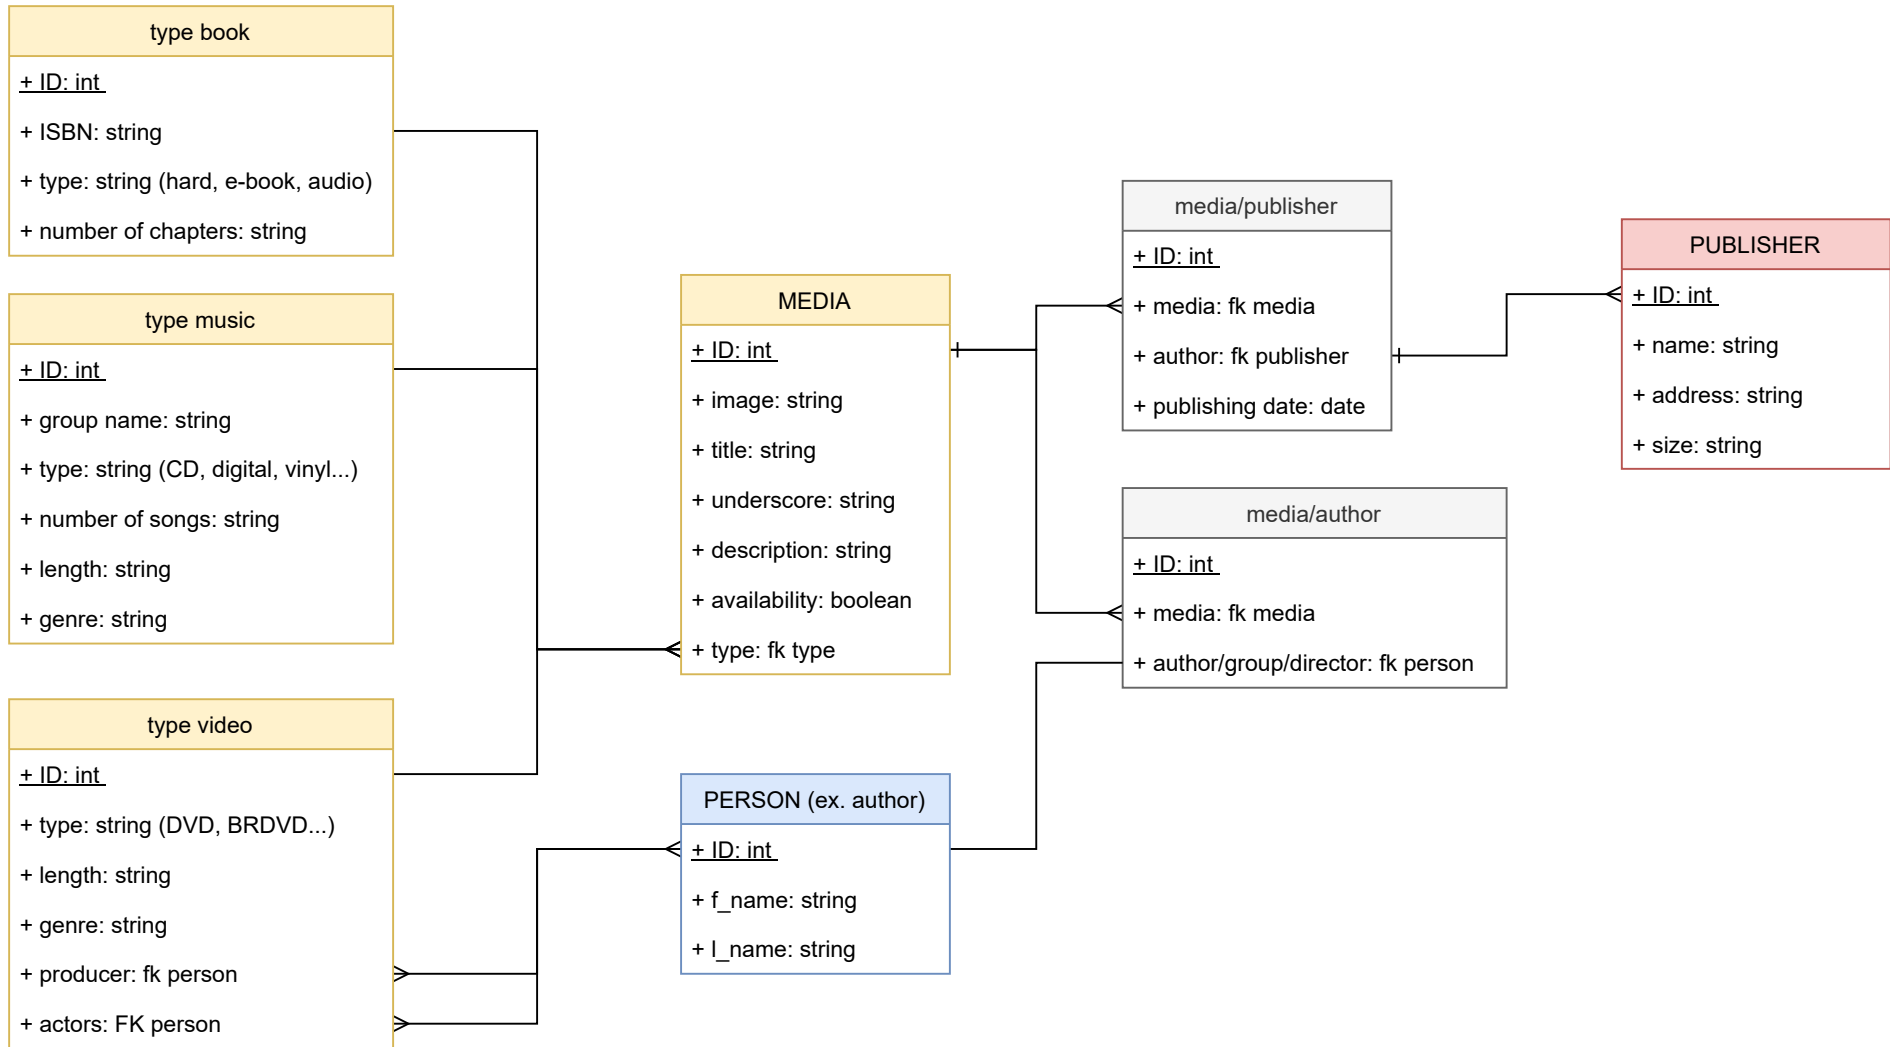 type book
+ ID: int
+ ISBN: string
+ type: string (hard, e-book, audio)
+ number of chapters: string
type music
+ ID: int
+ group name: string
+ type: string (CD, digital, vinyl...)
+ number of songs: string
+ length: string
+ genre: string
type video
+ ID: int
+ type: string (DVD, BRDVD...)
+ length: string
+ genre: string
+ producer: fk person
+ actors: FK person
MEDIA
+ ID: int
+ image: string
+ title: string
+ underscore: string
+ description: string
+ availability: boolean
+ type: fk type
PERSON (ex. author)
+ ID: int
+ f_name: string
+ l_name: string
media/publisher
+ ID: int
+ media: fk media
+ author: fk publisher
+ publishing date: date
media/author
+ ID: int
+ media: fk media
+ author/group/director: fk person
PUBLISHER
+ ID: int
+ name: string
+ address: string
+ size: string